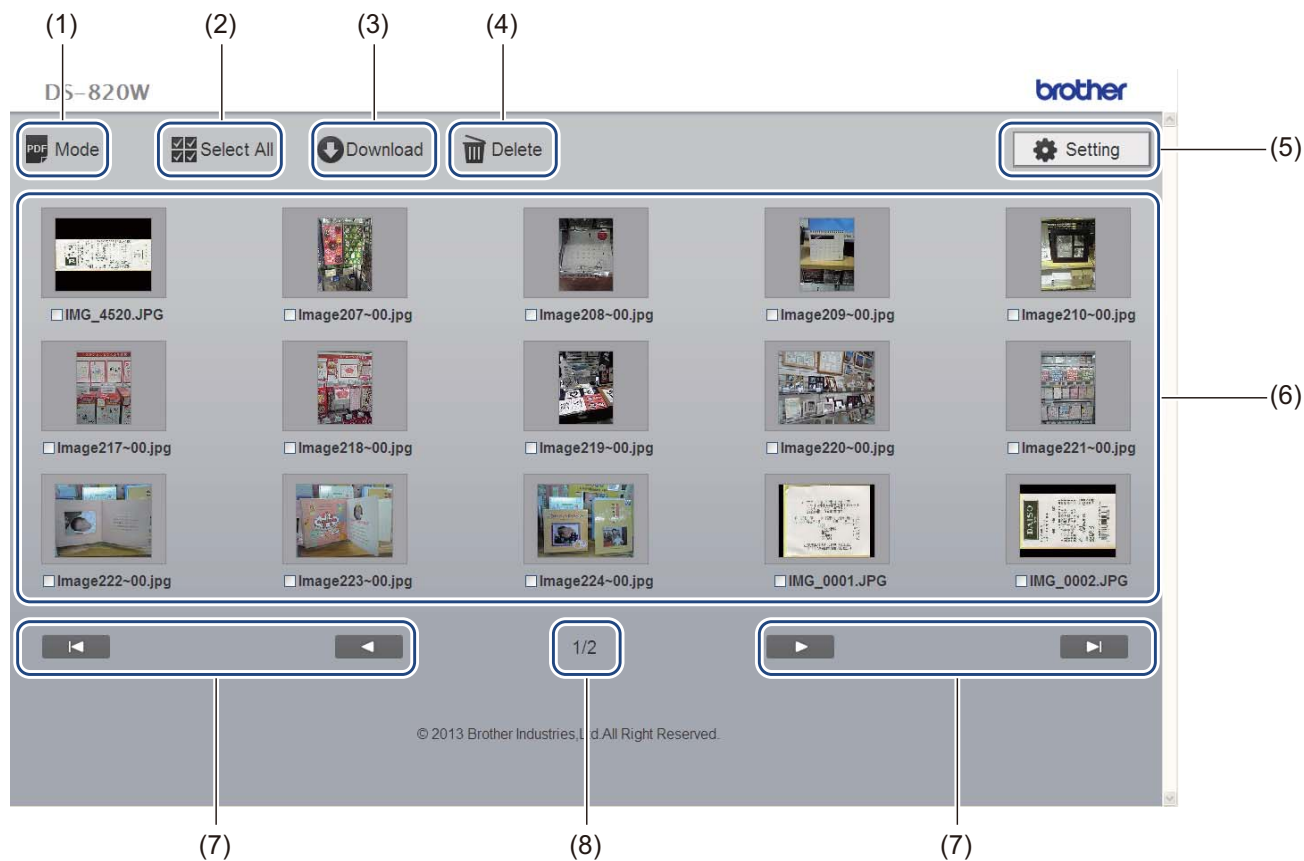 (1) (2) (3) (4)
DS-820W brother
PDF Mode Select All Download Delete Setting (5)
IMG_4520.JPG Image207~00.jpg Image208~00.jpg Image209~00.jpg Image210~00.jpg
(6)
Image217~00.jpg Image218~00.jpg Image219~00.jpg Image220~00.jpg Image221~00.jpg
DAISO
Image222~00.jpg Image223~00.jpg Image224~00.jpg IMG_0001.JPG IMG_0002.JPG
1/2
© 2013 Brother Industries,Ltd.All Right Reserved.
(7) (8) (7)